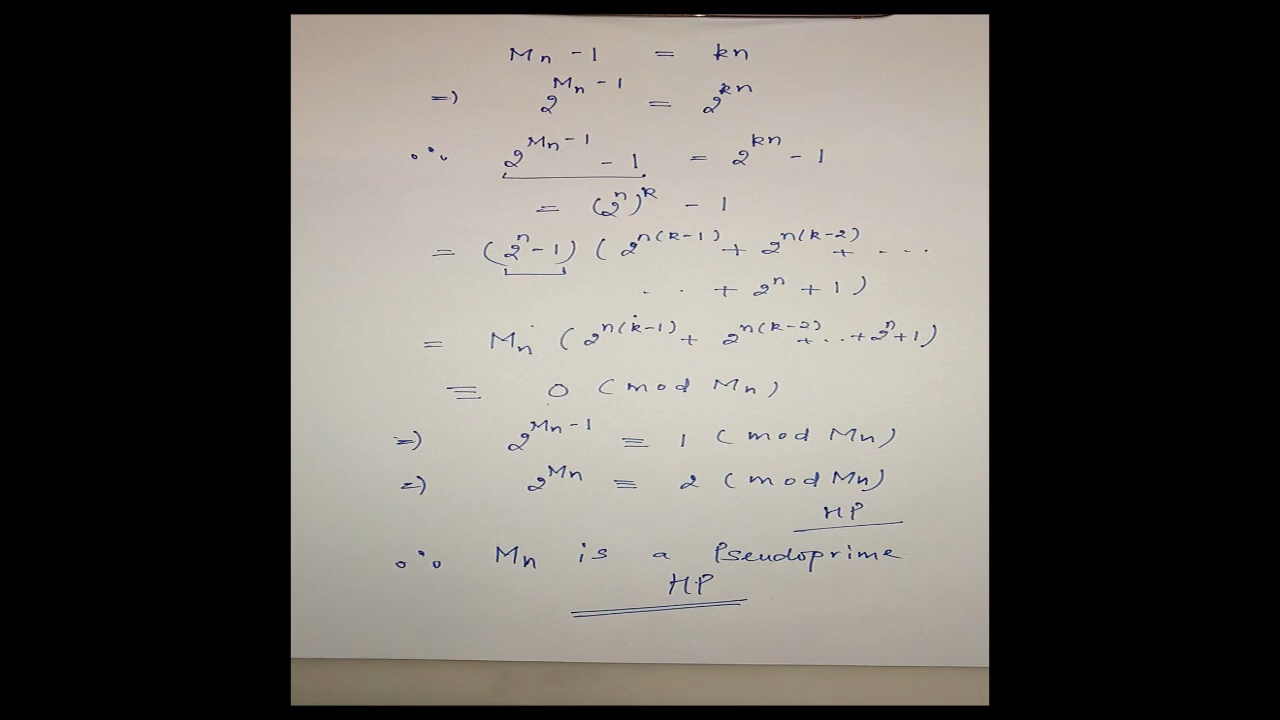 Mn - 1 = kn
=) 2^(Mn - 1) = 2^(kn)
∴ 2^(Mn - 1) - 1 = 2^(kn) - 1
= (2^n)^k - 1
= (2^n - 1) ( 2^(n(k-1)) + 2^(n(k-2)) + ....
.. + 2^n + 1 )
= Mn ( 2^(n(k-1)) + 2^(n(k-2)) + .. + 2^n + 1 )
≡ 0 ( mod Mn )
=) 2^(Mn - 1) ≡ 1 ( mod Mn )
=) 2^(Mn) ≡ 2 ( mod Mn )
HP
∴ Mn is a Pseudoprime
HP